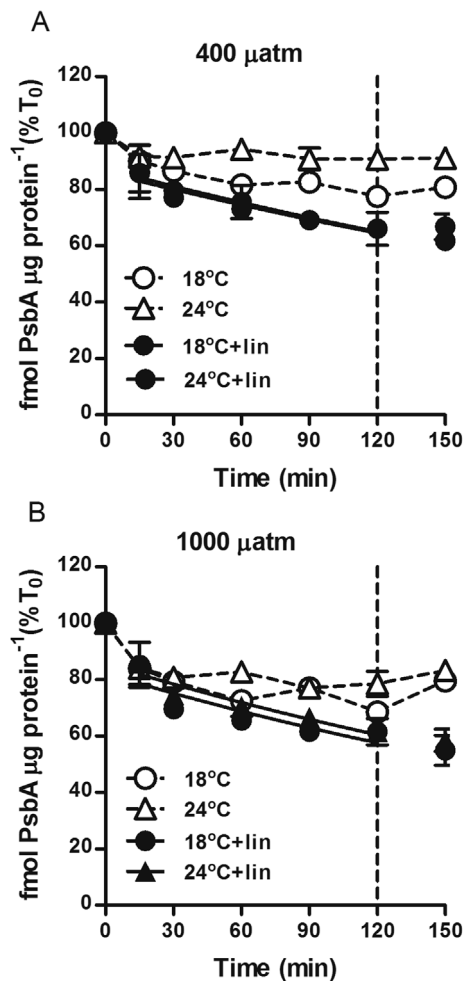 A
400 μatm
120
100
80
60
40
20
0
fmol PsbA μg protein⁻¹(%T₀)
18°C
24°C
18°C+lin
24°C+lin
0 30 60 90 120 150
Time (min)
B
1000 μatm
120
100
80
60
40
20
0
fmol PsbA μg protein⁻¹(%T₀)
18°C
24°C
18°C+lin
24°C+lin
0 30 60 90 120 150
Time (min)